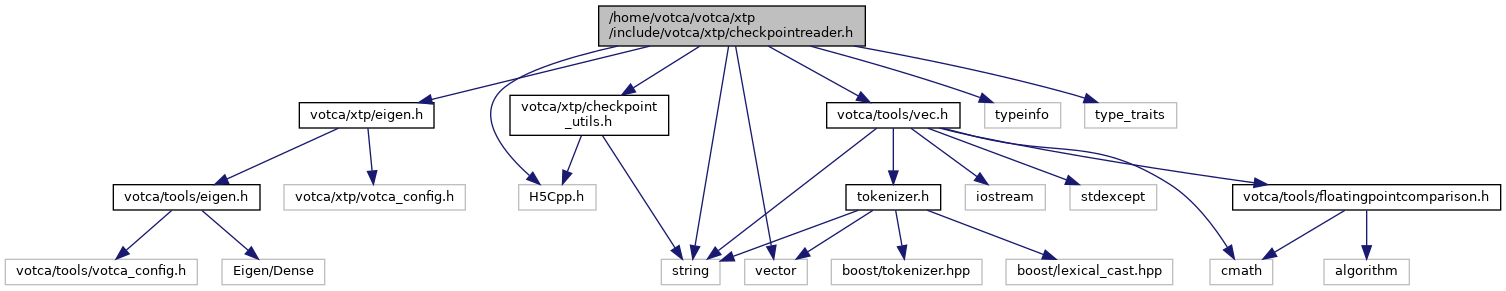 /home/votca/votca/xtp
/include/votca/xtp/checkpointreader.h
votca/xtp/eigen.h
votca/xtp/checkpoint
_utils.h
votca/tools/vec.h
typeinfo
type_traits
votca/tools/eigen.h
votca/xtp/votca_config.h
H5Cpp.h
tokenizer.h
iostream
stdexcept
votca/tools/floatingpointcomparison.h
votca/tools/votca_config.h
Eigen/Dense
string
vector
boost/tokenizer.hpp
boost/lexical_cast.hpp
cmath
algorithm